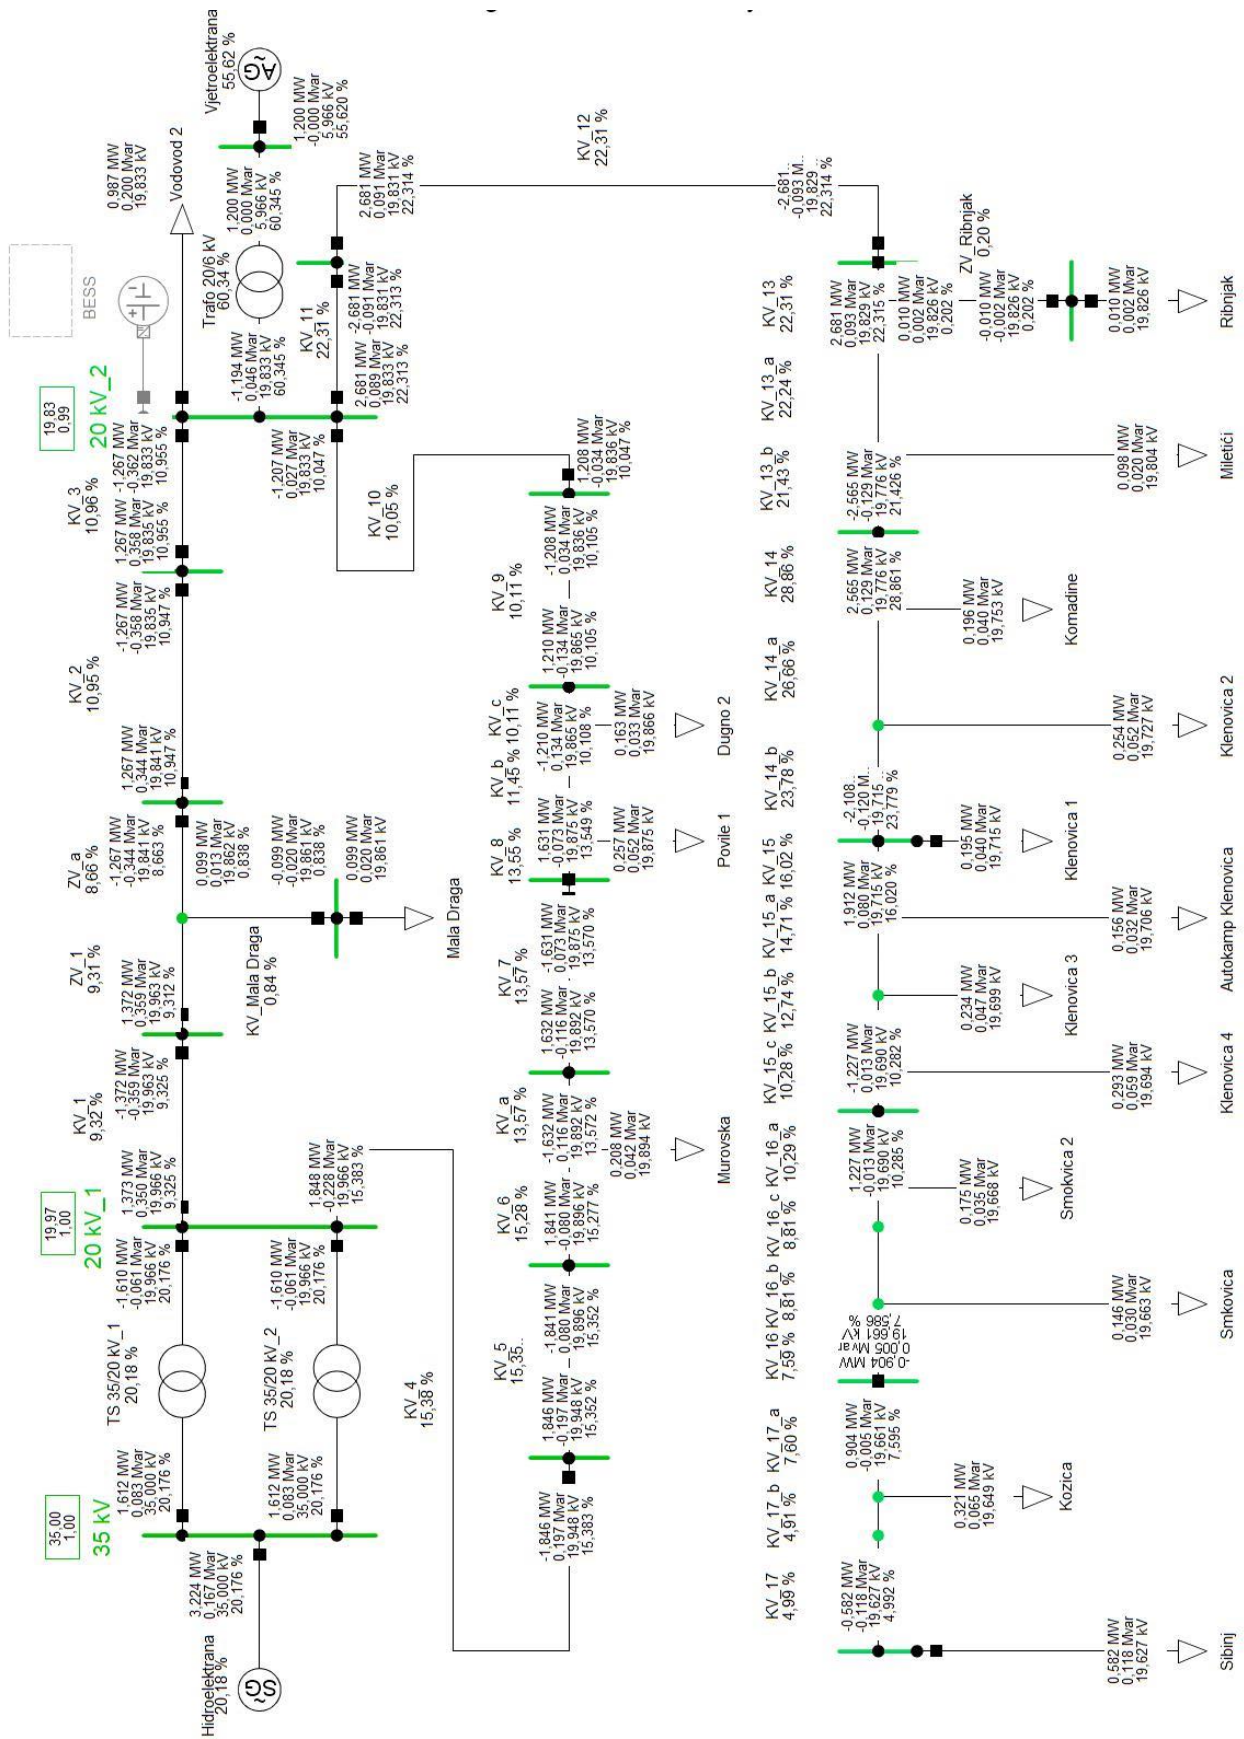 Hidroelektrana
20,18 %
SG
~
3,224 MW
0,167 Mvar
35,000 kV
20,176 %
35,00
1,00
35 kV
1,612 MW
0,083 Mvar
35,000 kV
20,176 %
1,612 MW
0,083 Mvar
35,000 kV
20,176 %
TS 35/20 kV_1
20,18 %
TS 35/20 kV_2
20,18 %
-1,610 MW
-0,061 Mvar
19,966 kV
20,176 %
-1,610 MW
-0,061 Mvar
19,966 kV
20,176 %
19,97
1,00
20 kV_1
1,373 MW
0,350 Mvar
19,966 kV
9,325 %
1,848 MW
-0,228 Mvar
19,966 kV
15,383 %
KV_1
9,32 %
-1,372 MW
-0,359 Mvar
19,963 kV
9,325 %
1,372 MW
0,359 Mvar
19,963 kV
9,312 %
ZV_1
9,31 %
KV_Mala Draga
0,84 %
0,099 MW
0,013 Mvar
19,862 kV
0,838 %
-0,099 MW
-0,020 Mvar
19,861 kV
0,838 %
0,099 MW
0,020 Mvar
19,861 kV
Mala Draga
ZV_a
8,66 %
-1,267 MW
-0,344 Mvar
19,841 kV
8,663 %
1,267 MW
0,344 Mvar
19,841 kV
10,947 %
KV_2
10,95 %
-1,267 MW
-0,358 Mvar
19,835 kV
10,947 %
1,267 MW
0,358 Mvar
19,835 kV
10,955 %
KV_3
10,96 %
-1,267 MW
-0,362 Mvar
19,833 kV
10,955 %
19,83
0,99
20 kV_2
BESS
0,987 MW
0,200 Mvar
19,833 kV
Vodovod 2
-1,194 MW
0,046 Mvar
19,833 kV
60,345 %
Trafo 20/6 kV
60,34 %
1,200 MW
0,000 Mvar
5,966 kV
60,345 %
1,200 MW
-0,000 Mvar
5,966 kV
55,620 %
Vjetroelektrana
55,62 %
AG
~
2,681 MW
0,089 Mvar
19,833 kV
22,313 %
KV_11
22,31 %
-2,681 MW
-0,091 Mvar
19,831 kV
22,313 %
2,681 MW
0,091 Mvar
19,831 kV
22,314 %
KV_12
22,31 %
-2,681..
-0,093 M..
19,829 ..
22,314 %
-1,207 MW
0,027 Mvar
19,833 kV
10,047 %
KV_10
10,05 %
1,208 MW
-0,034 Mvar
19,836 kV
10,047 %
KV_4
15,38 %
-1,846 MW
0,197 Mvar
19,948 kV
15,383 %
1,846 MW
-0,197 Mvar
19,948 kV
15,352 %
KV_5
15,35..
-1,841 MW
0,080 Mvar
19,896 kV
15,352 %
1,841 MW
-0,080 Mvar
19,896 kV
15,277 %
KV_6
15,28 %
KV_a
13,57 %
-1,632 MW
0,116 Mvar
19,892 kV
13,572 %
0,208 MW
0,042 Mvar
19,894 kV
Murovska
1,632 MW
-0,116 Mvar
19,892 kV
13,570 %
KV_7
13,57 %
-1,631 MW
0,073 Mvar
19,875 kV
13,570 %
KV_8
13,55 %
1,631 MW
-0,073 Mvar
19,875 kV
13,549 %
0,257 MW
0,052 Mvar
19,875 kV
Povile 1
KV_b
11,45 %
KV_c
10,11 %
-1,210 MW
0,134 Mvar
19,865 kV
10,108 %
0,163 MW
0,033 Mvar
19,866 kV
Dugno 2
1,210 MW
-0,134 Mvar
19,865 kV
10,105 %
KV_9
10,11 %
-1,208 MW
0,034 Mvar
19,836 kV
10,105 %
KV_17
4,99 %
-0,582 MW
-0,118 Mvar
19,627 kV
4,992 %
0,582 MW
0,118 Mvar
19,627 kV
Sibinj
KV_17_b
4,91 %
KV_17_a
7,60 %
0,904 MW
-0,005 Mvar
19,661 kV
7,595 %
0,321 MW
0,065 Mvar
19,649 kV
Kozica
KV_16
7,59 %
-0,904 MW
0,005 Mvar
19,661 kV
7,586 %
KV_16_b
8,81 %
KV_16_c
8,81 %
0,146 MW
0,030 Mvar
19,663 kV
Smkovica
KV_16_a
10,29 %
1,227 MW
-0,013 Mvar
19,690 kV
10,285 %
0,175 MW
0,035 Mvar
19,668 kV
Smokvica 2
KV_15_c
10,28 %
-1,227 MW
0,013 Mvar
19,690 kV
10,282 %
0,293 MW
0,059 Mvar
19,694 kV
Klenovica 4
KV_15_b
12,74 %
0,234 MW
0,047 Mvar
19,699 kV
Klenovica 3
KV_15_a
14,71 %
0,156 MW
0,032 Mvar
19,706 kV
Autokamp Klenovica
KV_15
16,02 %
1,912 MW
0,080 Mvar
19,715 kV
16,020 %
0,195 MW
0,040 Mvar
19,715 kV
Klenovica 1
KV_14_b
23,78 %
-2,108..
-0,120 M..
19,715 ..
23,779 %
0,254 MW
0,052 Mvar
19,727 kV
Klenovica 2
KV_14_a
26,66 %
0,196 MW
0,040 Mvar
19,753 kV
Komadine
KV_14
28,86 %
2,565 MW
0,129 Mvar
19,776 kV
28,861 %
KV_13_b
21,43 %
-2,565 MW
-0,129 Mvar
19,776 kV
21,426 %
0,098 MW
0,020 Mvar
19,804 kV
Miletići
KV_13_a
22,24 %
KV_13
22,31 %
2,681 MW
0,093 Mvar
19,829 kV
22,315 %
0,010 MW
0,002 Mvar
19,826 kV
0,202 %
ZV_Ribnjak
0,20 %
-0,010 MW
-0,002 Mvar
19,826 kV
0,202 %
0,010 MW
0,002 Mvar
19,826 kV
Ribnjak